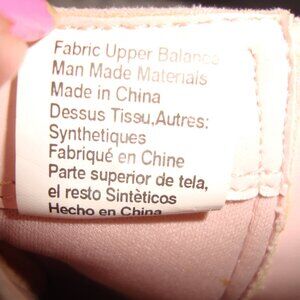 Fabric Upper Balance
Man Made Materials
Made in China
Dessus Tissu,Autres:
Synthetiques
Fabriqué en Chine
Parte superior de tela,
el resto Sintèticos
Hecho en China